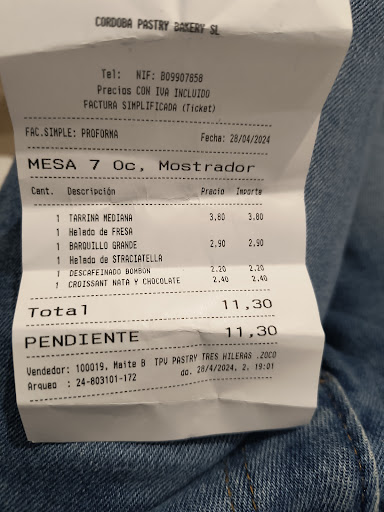 CORDOBA PASTRY BAKERY SL
Tel: NIF: B09907858
Precios CON IVA INCLUIDO
FACTURA SIMPLIFICADA (Ticket)
FAC.SIMPLE: PROFORMA Fecha: 28/04/2024
MESA 7 Oc, Mostrador
Cant. Descripción Precio Importe
1 TARRINA MEDIANA 3,80 3,80
1 Helado de FRESA
1 BARQUILLO GRANDE 2,90 2,90
1 Helado de STRACIATELLA
1 DESCAFEINADO BOMBON 2,20 2,20
1 CROISSANT NATA Y CHOCOLATE 2,40 2,40
Total 11,30
PENDIENTE 11,30
Vendedor: 100019, Maite B TPV PASTRY TRES HILERAS .ZOCO
Arqueo : 24-803101-172 do. 28/4/2024, 2. 19:01